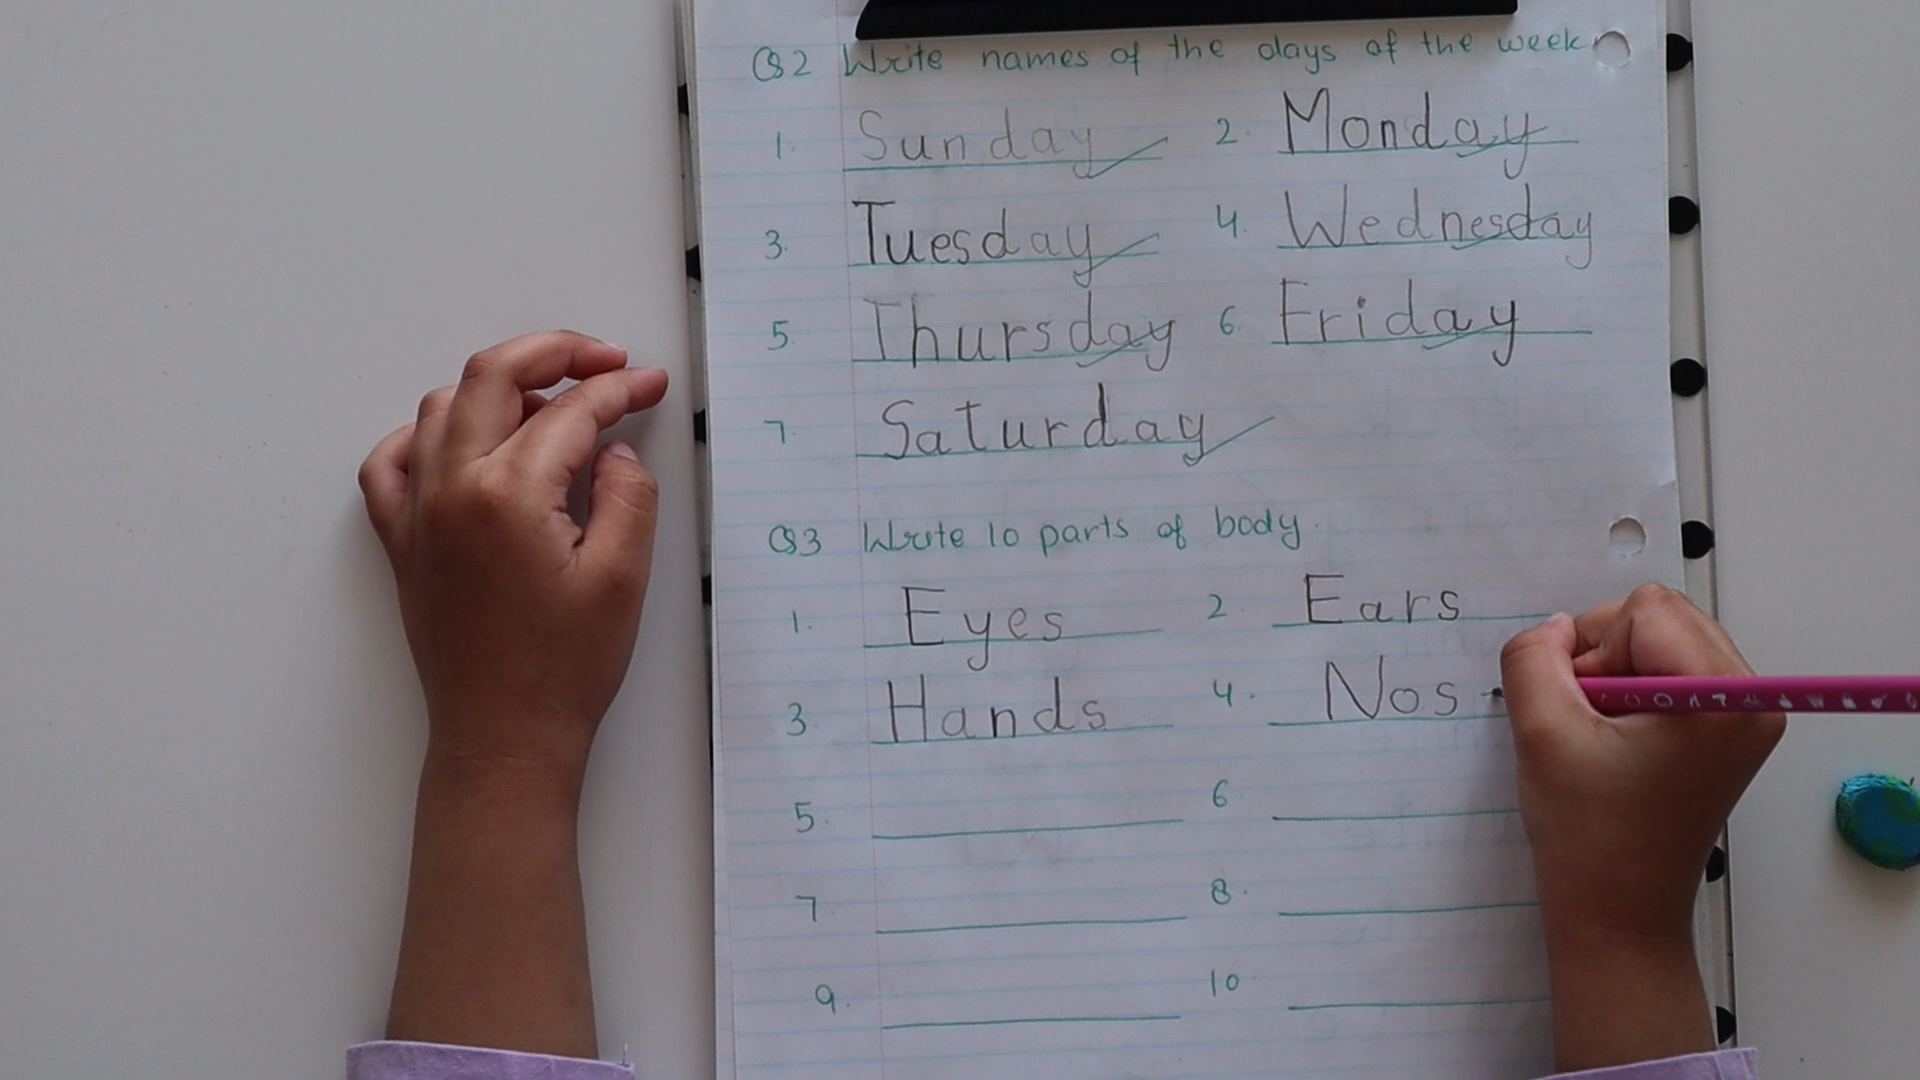 Q2 Write names of the days of the week
1. Sunday 2. Monday
3. Tuesday 4. Wednesday
5. Thursday 6. Friday
7. Saturday
Q3 Write 10 parts of body.
1. Eyes 2. Ears
3. Hands 4. Nos
5. 6.
7 8.
9. 10